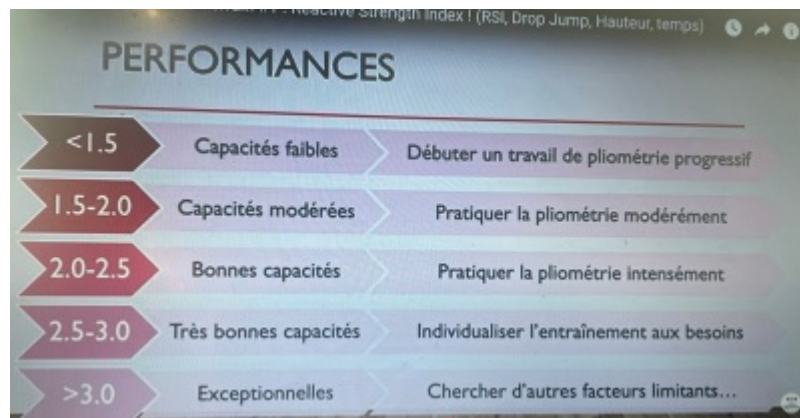 Reactive Strength Index ! (RSI, Drop Jump, Hauteur, temps)
PERFORMANCES
<1.5 Capacités faibles Débuter un travail de pliométrie progressif
1.5-2.0 Capacités modérées Pratiquer la pliométrie modérément
2.0-2.5 Bonnes capacités Pratiquer la pliométrie intensément
2.5-3.0 Très bonnes capacités Individualiser l'entraînement aux besoins
>3.0 Exceptionnelles Chercher d'autres facteurs limitants...